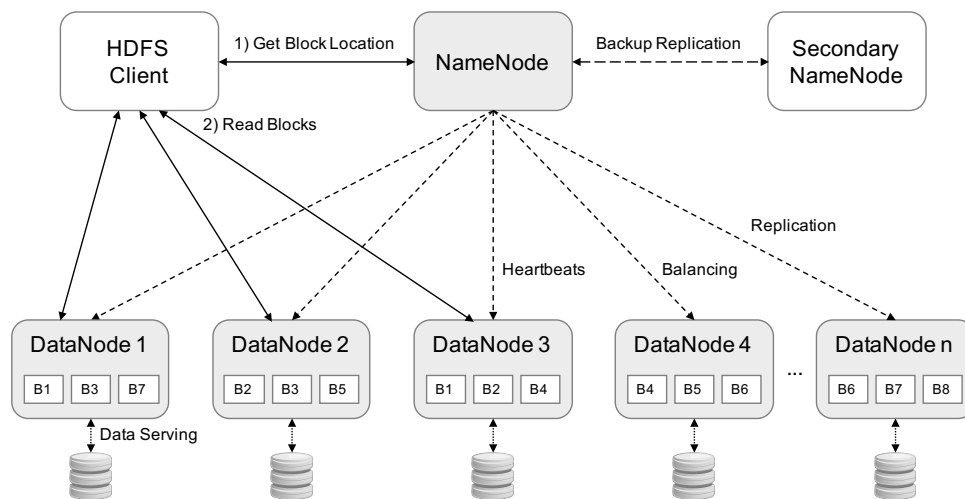 HDFS
Client
1) Get Block Location
NameNode
Backup Replication
Secondary
NameNode
2) Read Blocks
Replication
Heartbeats
Balancing
DataNode 1
B1 B3 B7
DataNode 2
B2 B3 B5
DataNode 3
B1 B2 B4
DataNode 4
B4 B5 B6
...
DataNode n
B6 B7 B8
Data Serving